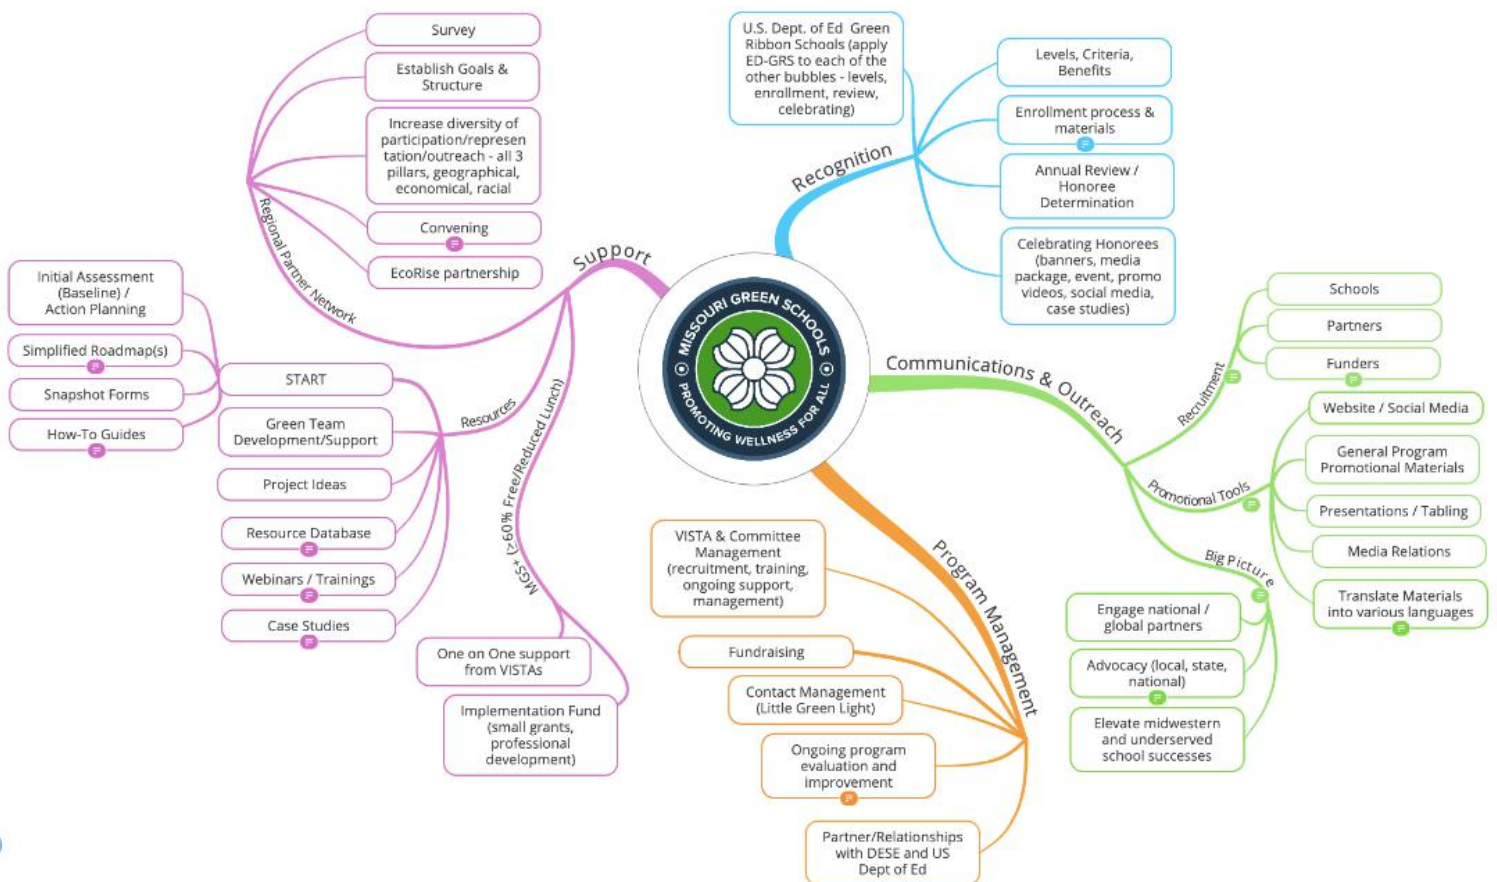 MISSOURI GREEN SCHOOLS
PROMOTING WELLNESS FOR ALL
Support
Regional Partner Network
Survey
Establish Goals &
Structure
Increase diversity of
participation/represen
tation/outreach - all 3
pillars, geographical,
economical, racial
Convening
EcoRise partnership
Resources
START
Initial Assessment
(Baseline) /
Action Planning
Simplified Roadmap(s)
Snapshot Forms
How-To Guides
Green Team
Development/Support
Project Ideas
Resource Database
Webinars / Trainings
Case Studies
MGS+ (>60% Free/Reduced Lunch)
One on One support
from VISTAs
Implementation Fund
(small grants,
professional
development)
Recognition
U.S. Dept. of Ed Green
Ribbon Schools (apply
ED-GRS to each of the
other bubbles - levels,
enrollment, review,
celebrating)
Levels, Criteria,
Benefits
Enrollment process &
materials
Annual Review /
Honoree
Determination
Celebrating Honorees
(banners, media
package, event, promo
videos, social media,
case studies)
Communications & Outreach
Recruitment
Schools
Partners
Funders
Promotional Tools
Website / Social Media
General Program
Promotional Materials
Presentations / Tabling
Media Relations
Translate Materials
into various languages
Big Picture
Engage national /
global partners
Advocacy (local, state,
national)
Elevate midwestern
and underserved
school successes
Program Management
VISTA & Committee
Management
(recruitment, training,
ongoing support,
management)
Fundraising
Contact Management
(Little Green Light)
Ongoing program
evaluation and
improvement
Partner/Relationships
with DESE and US
Dept of Ed